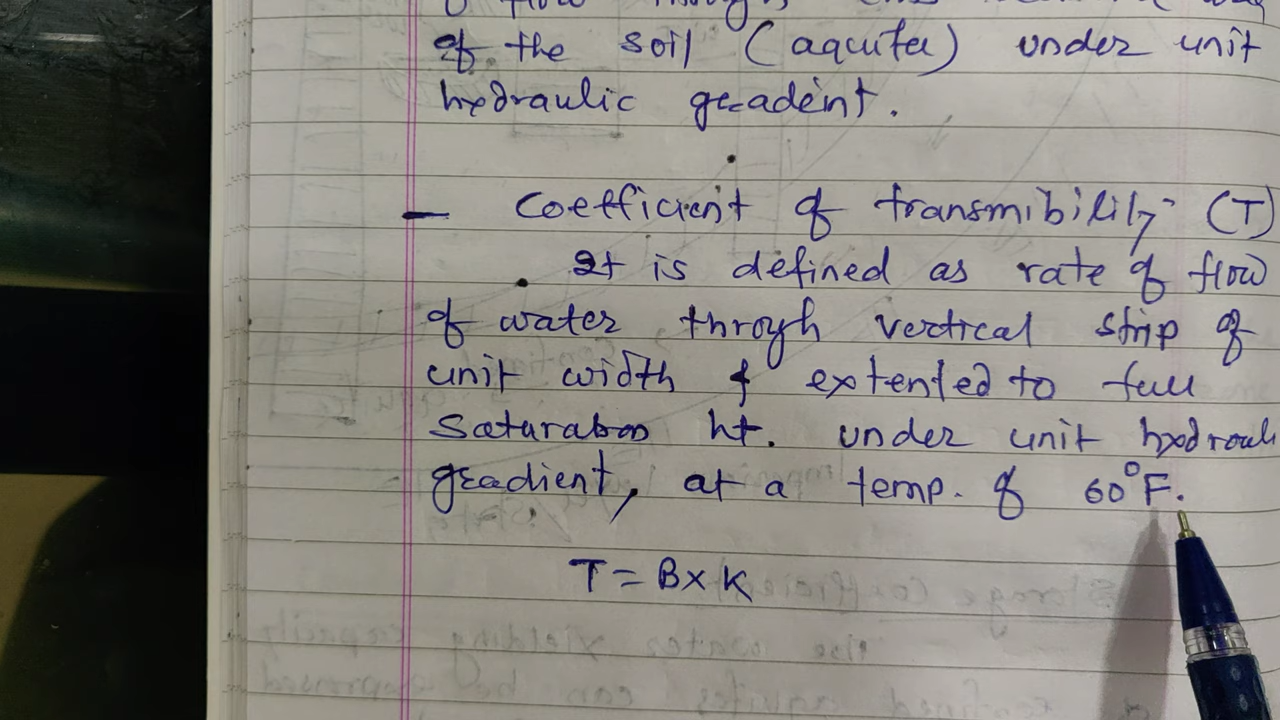 of the soil (aquifer) under unit
hydraulic gradient.
— Coefficient of transmibility (T)
It is defined as rate of flow
of water throgh vertical strip of
unit width & extented to full
Saturation ht. under unit hydrauli
gradient, at a temp. of 60°F.
T = B x K